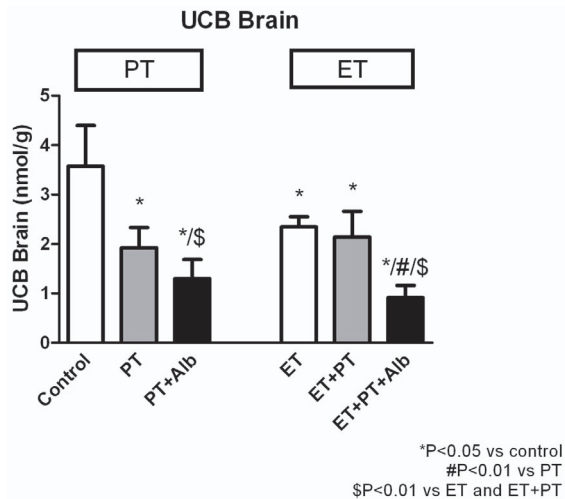 UCB Brain
PT
ET
UCB Brain (nmol/g)
5
4
3
2
1
0
*
*/$
*
*
*/#/$
Control
PT
PT+Alb
ET
ET+PT
ET+PT+Alb
*P<0.05 vs control
#P<0.01 vs PT
$P<0.01 vs ET and ET+PT